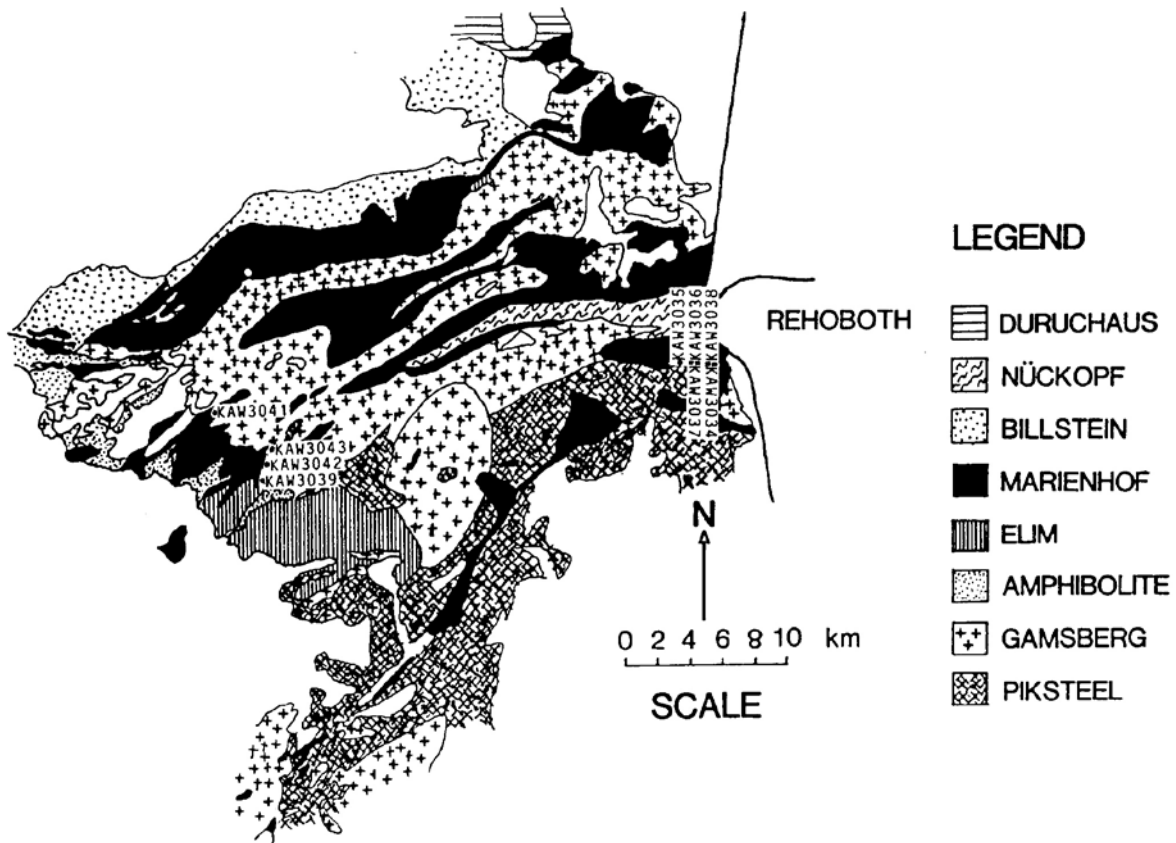 LEGEND
REHOBOTH
DURUCHAUS
NÜCKOPF
BILLSTEIN
MARIENHOF
ELIM
AMPHIBOLITE
GAMSBERG
PIKSTEEL
KAW3035
KAW3036
KAW3037
KAW3038
KAW3034
KAW3041
KAW3043
KAW3042
KAW3039
N
0 2 4 6 8 10 km
SCALE